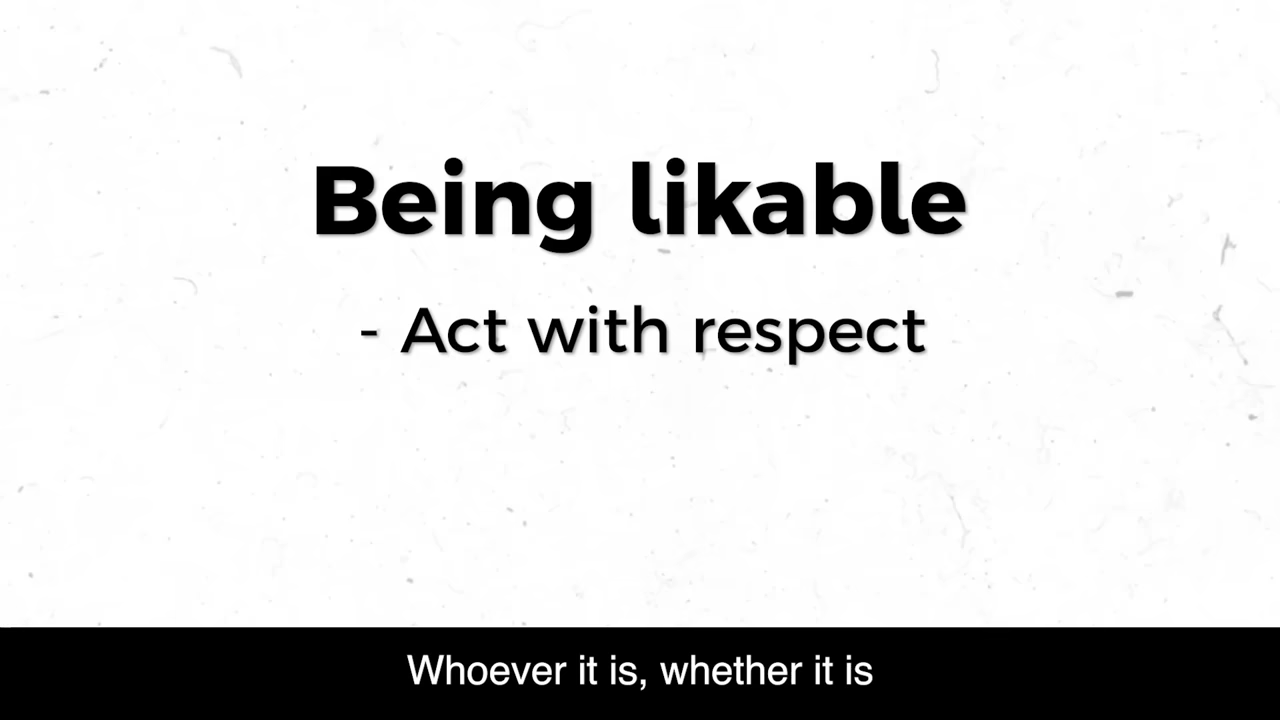 Being likable
- Act with respect
Whoever it is, whether it is